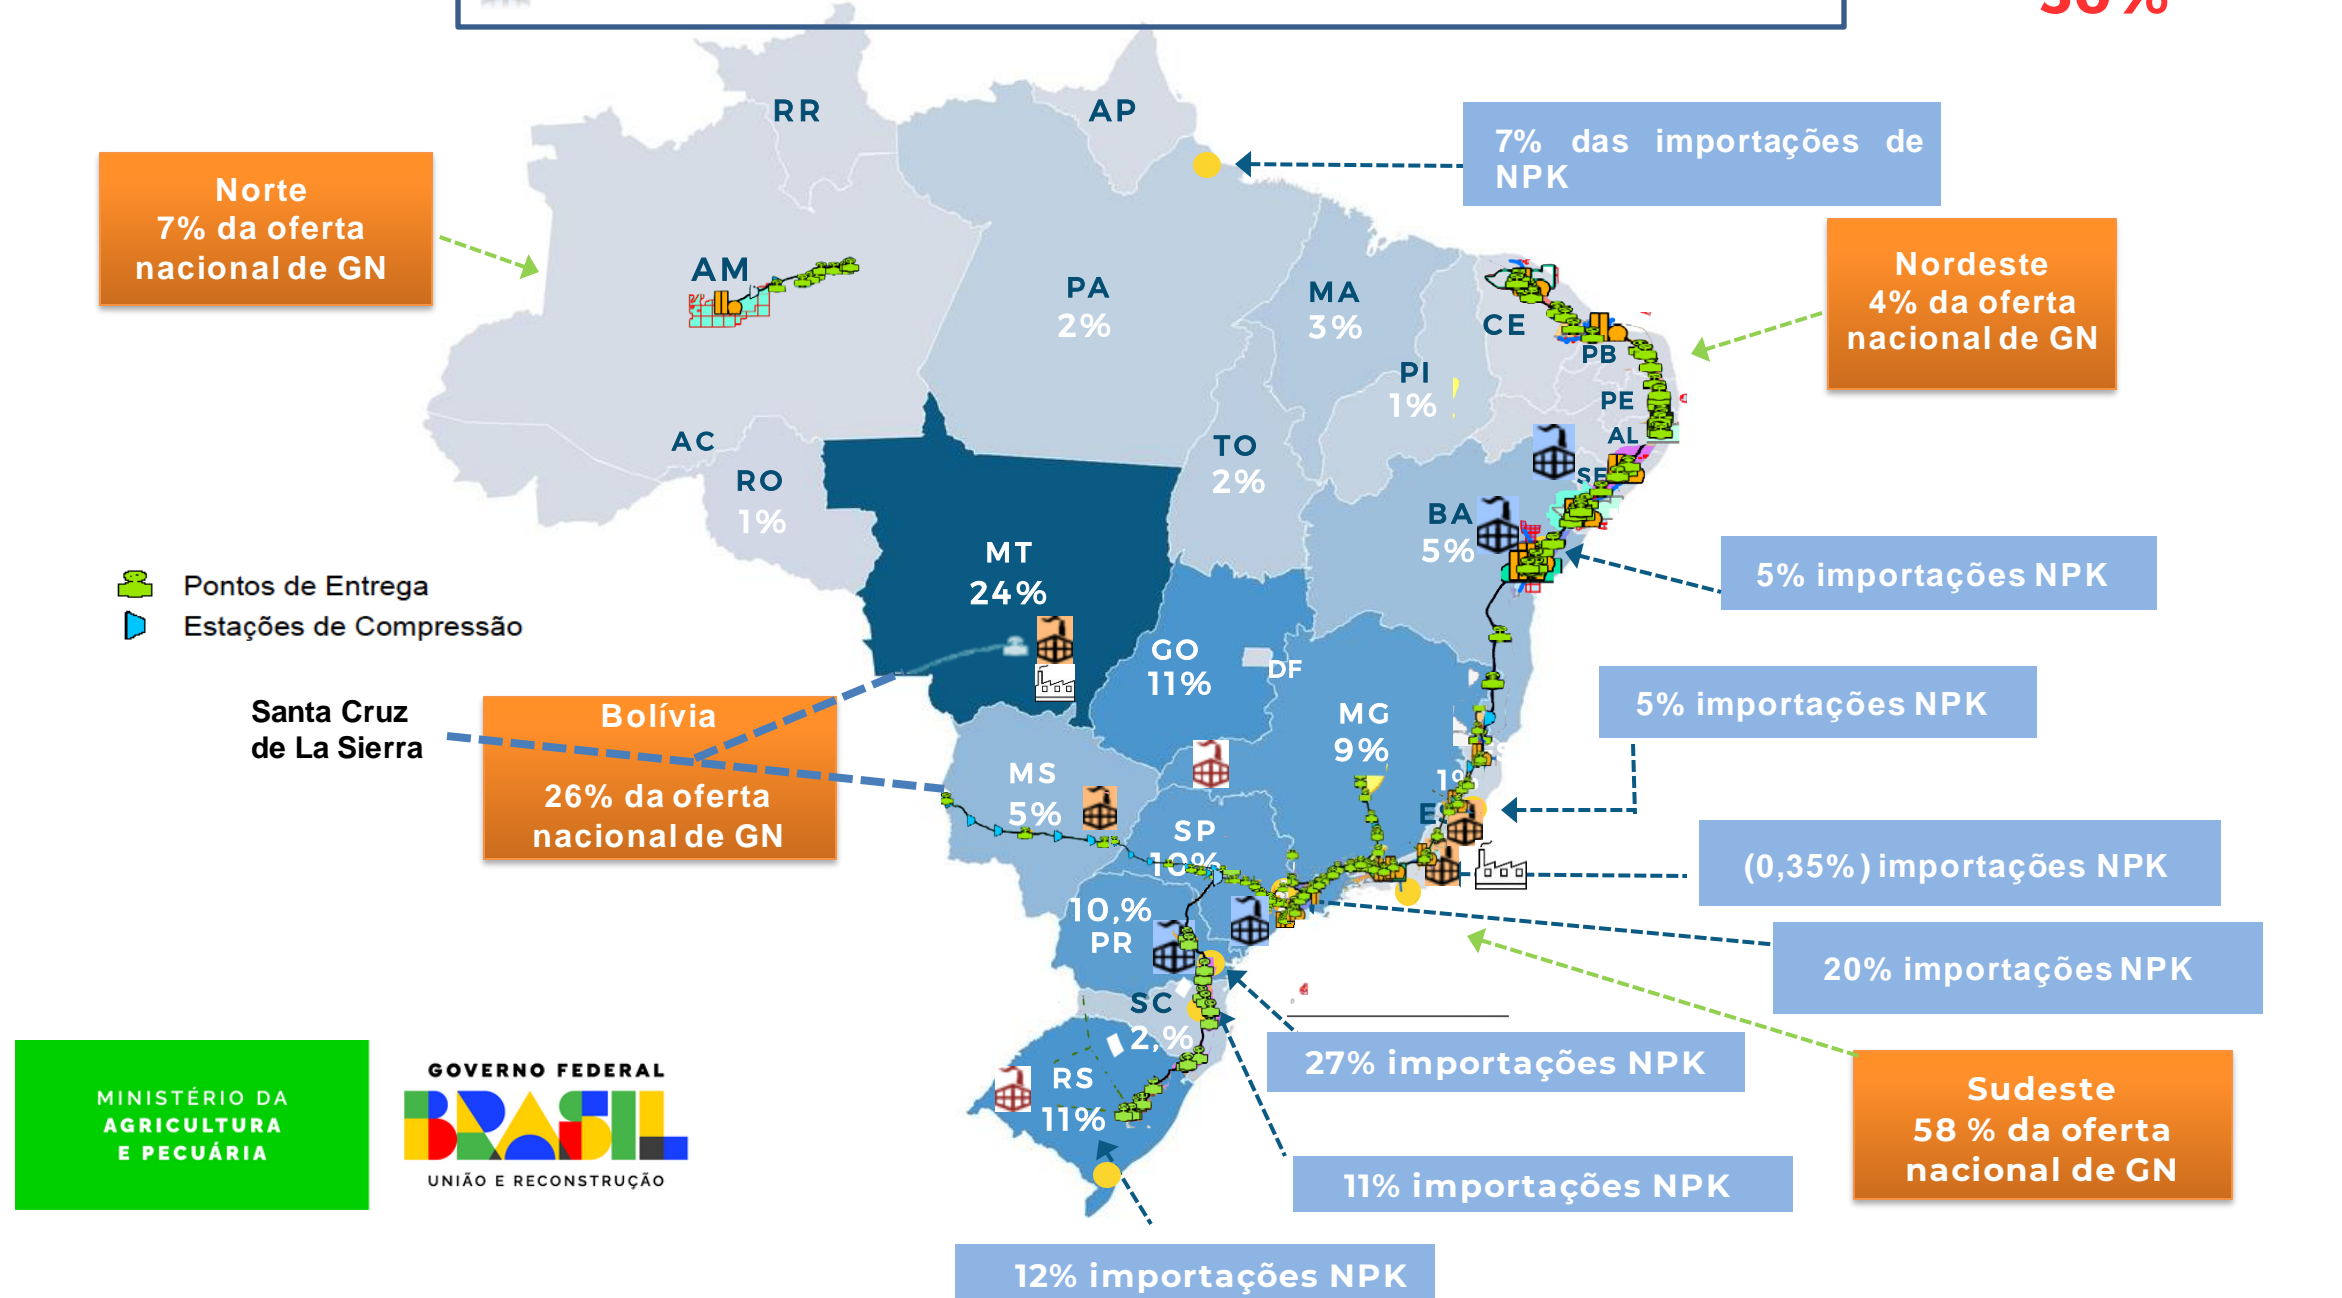 RR
AP
7% das importações de
NPK
Norte
7% da oferta
nacional de GN
Nordeste
4% da oferta
nacional de GN
AM
PA
2%
MA
3%
CE
PB
PI
1%
PE
AL
SE
AC
RO
1%
TO
2%
BA
5%
MT
24%
5% importações NPK
Pontos de Entrega
Estações de Compressão
GO
11%
DF
5% importações NPK
Santa Cruz
de La Sierra
Bolívia
26% da oferta
nacional de GN
MG
9%
MS
5%
1%
SP
10%
(0,35%) importações NPK
10,%
PR
20% importações NPK
SC
2,%
27% importações NPK
RS
11%
Sudeste
58 % da oferta
nacional de GN
11% importações NPK
12% importações NPK
MINISTÉRIO DA
AGRICULTURA
E PECUÁRIA
GOVERNO FEDERAL
BRASIL
UNIÃO E RECONSTRUÇÃO